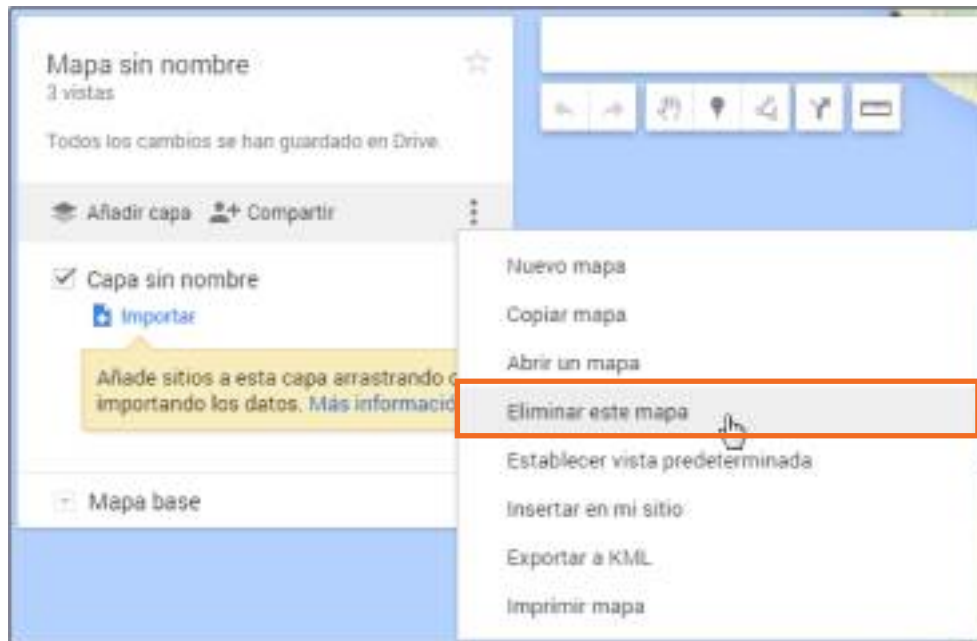 Mapa sin nombre
3 vistas
Todos los cambios se han guardado en Drive.
Añadir capa Compartir
Capa sin nombre
Importar
Añade sitios a esta capa arrastrando
importando los datos. Más informació
Mapa base
Nuevo mapa
Copiar mapa
Abrir un mapa
Eliminar este mapa
Establecer vista predeterminada
Insertar en mi sitio
Exportar a KML
Imprimir mapa